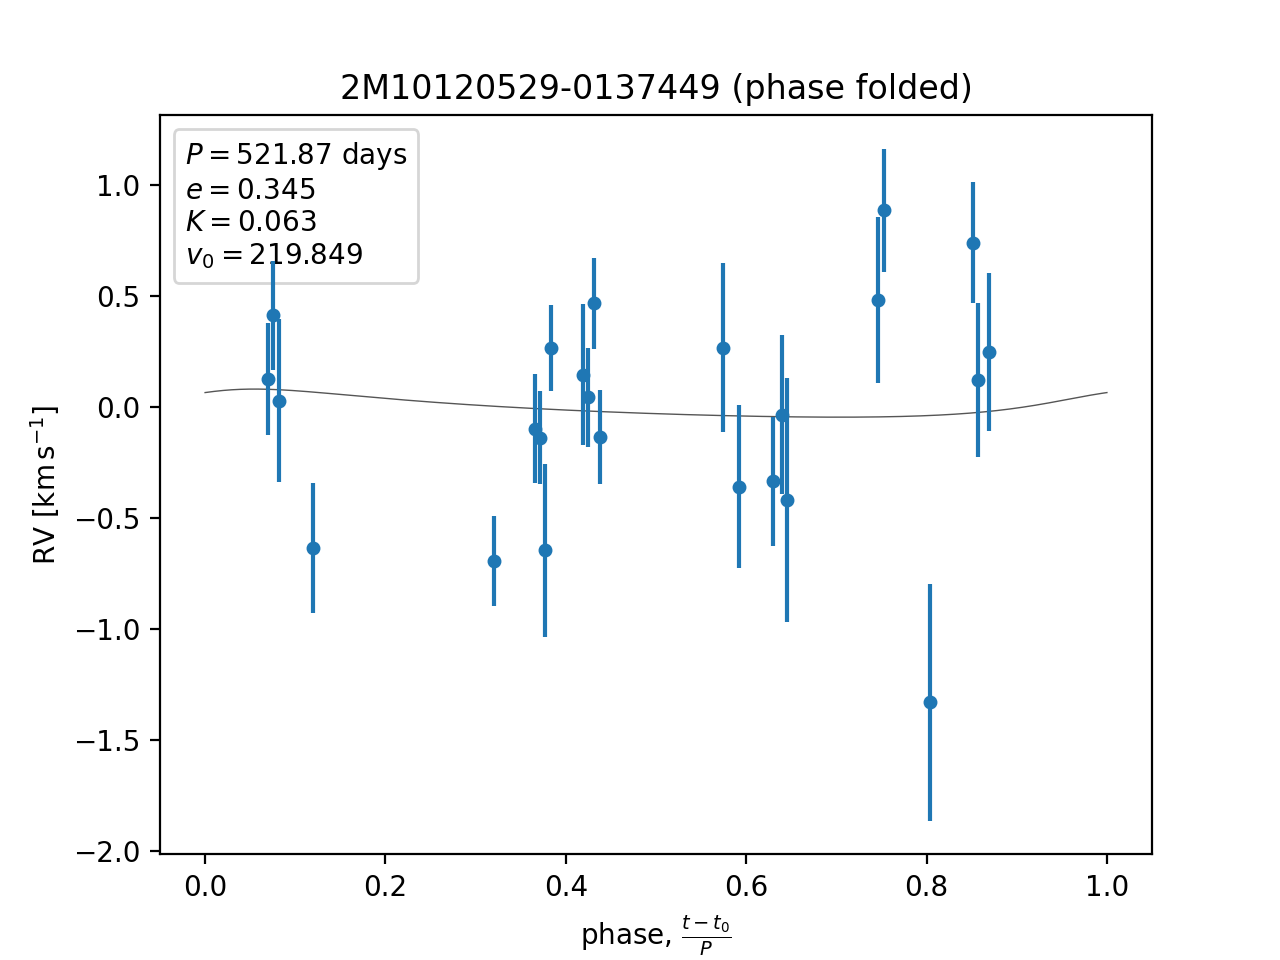 2M10120529-0137449 (phase folded)
P = 521.87 days
e = 0.345
K = 0.063
v₀ = 219.849
1.0
0.5
0.0
−0.5
−1.0
−1.5
−2.0
RV [km s⁻¹]
0.0 0.2 0.4 0.6 0.8 1.0
phase, (t − t₀)/P